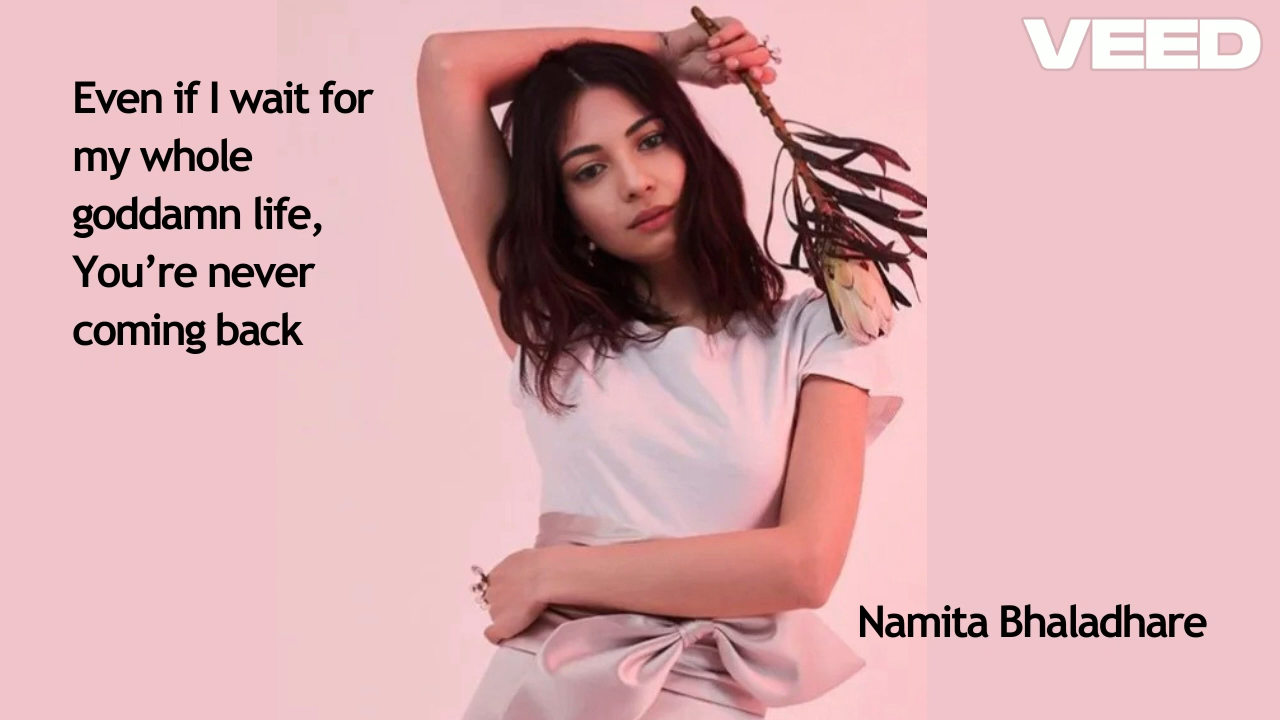 VEED
Even if I wait for
my whole
goddamn life,
You’re never
coming back
Namita Bhaladhare